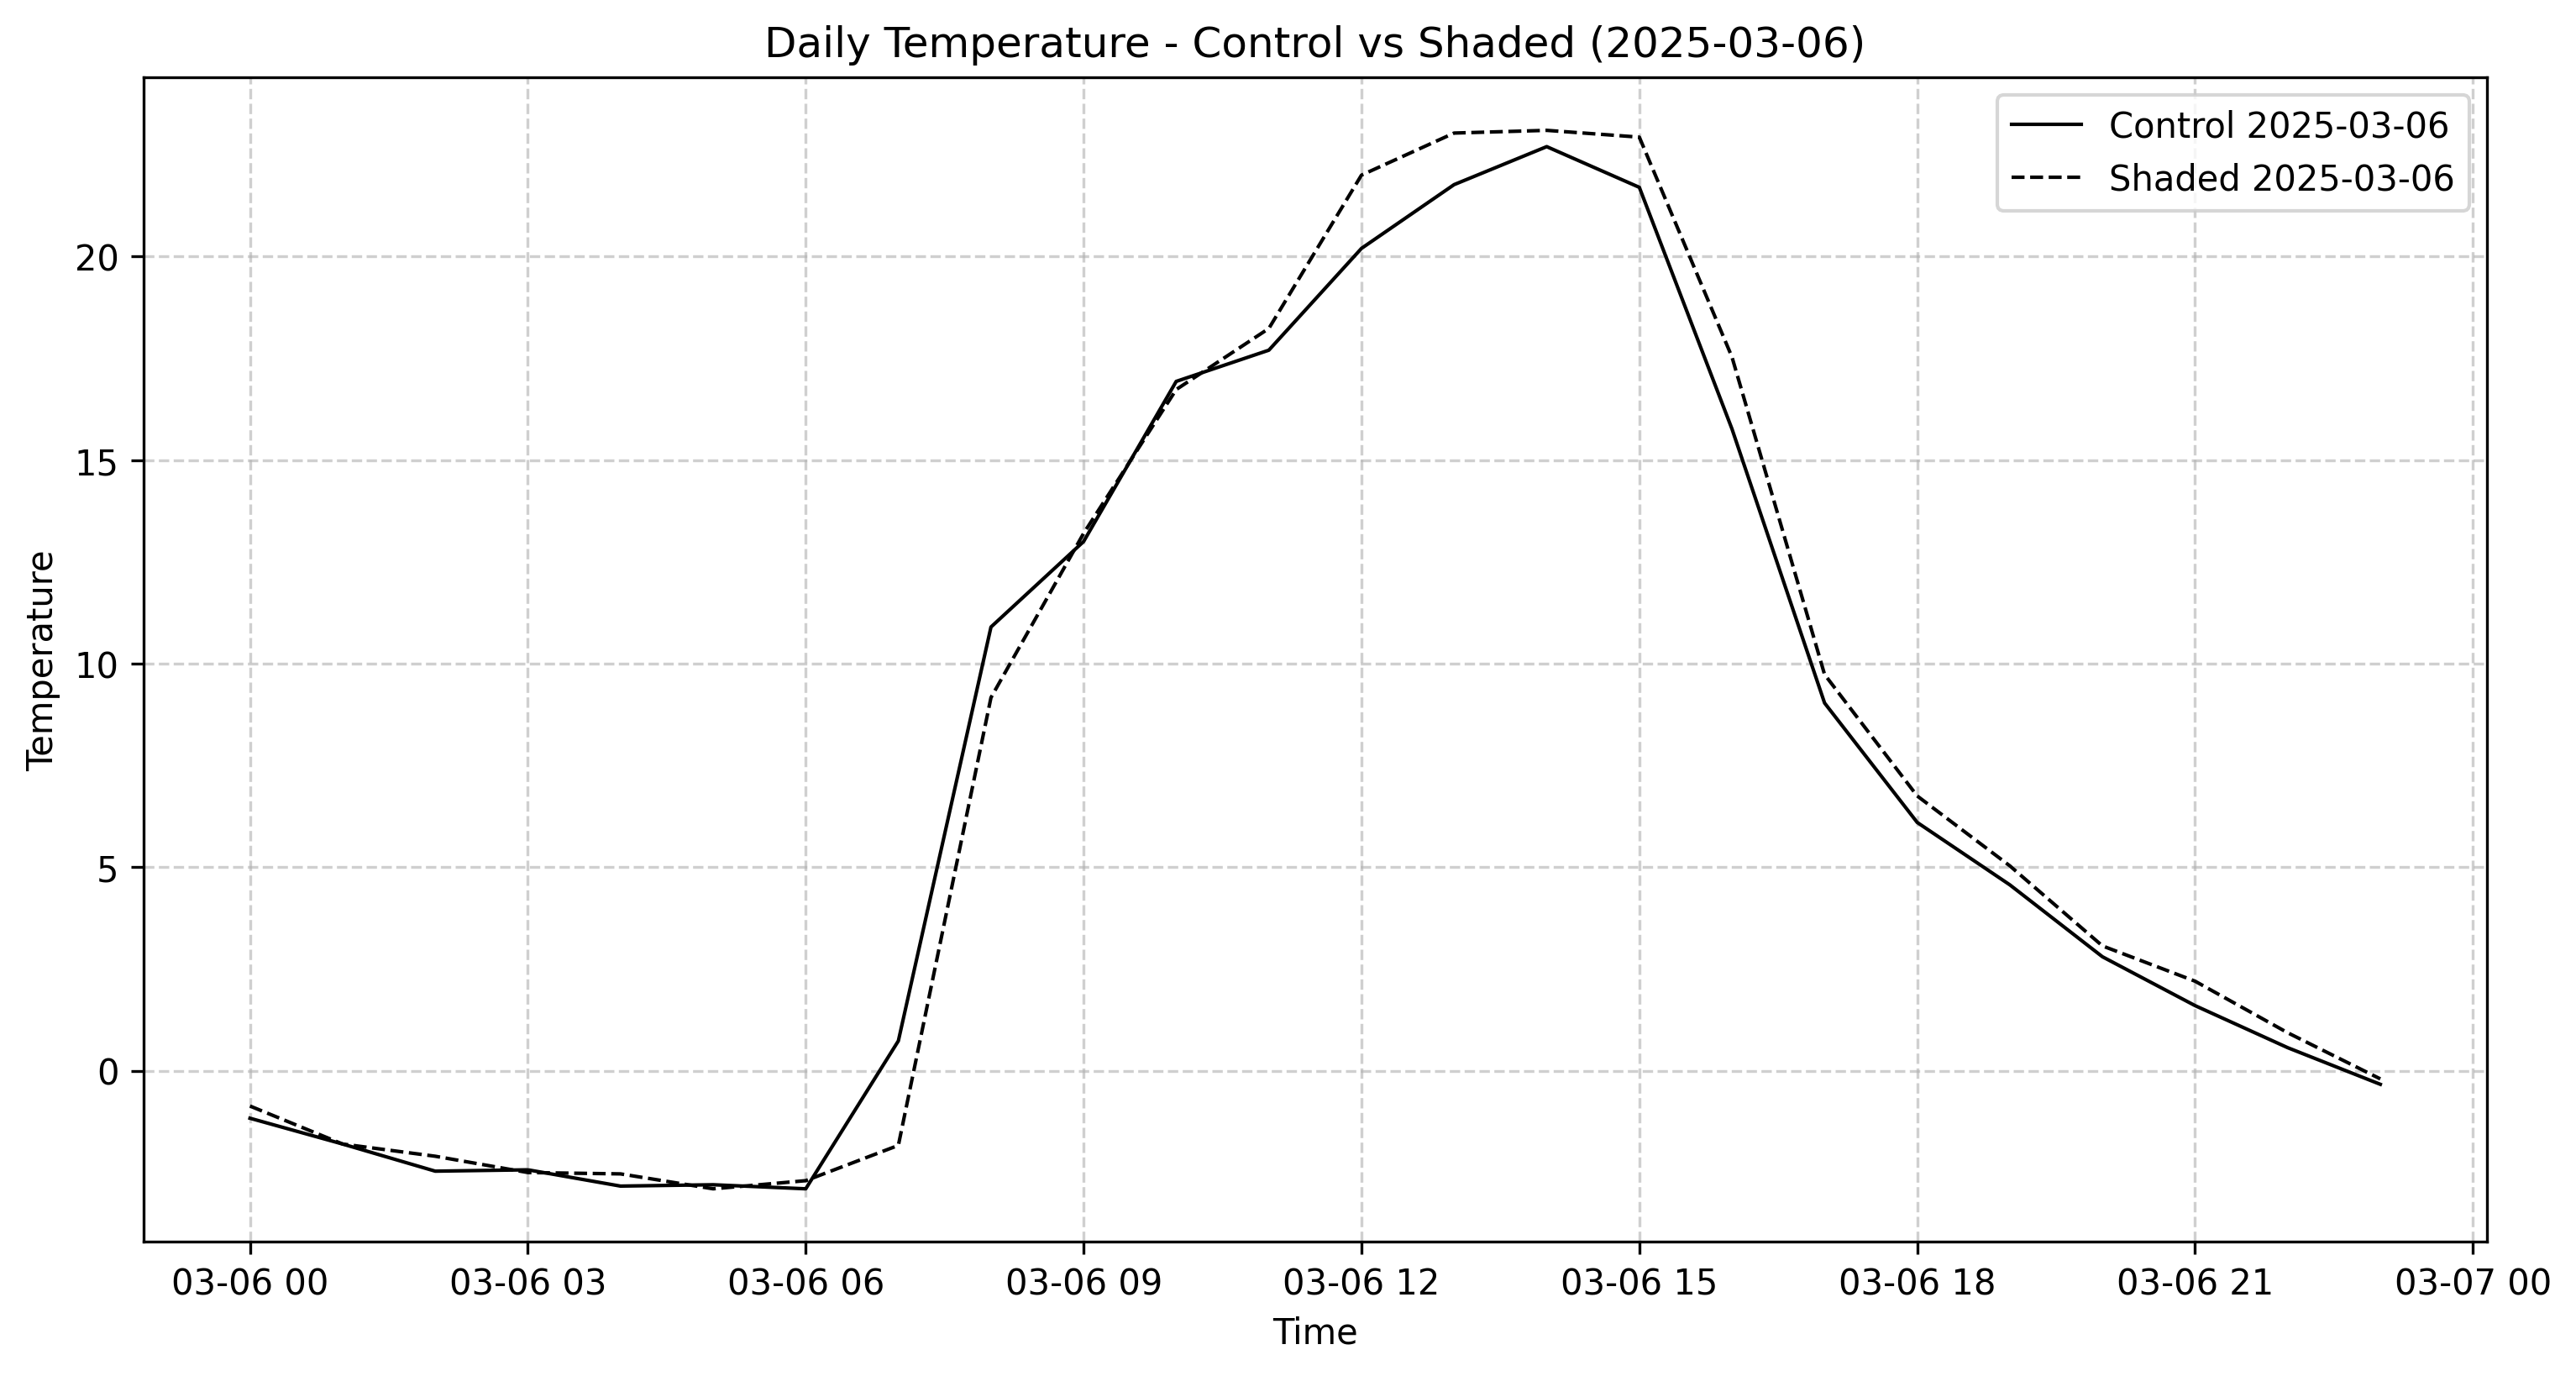 Daily Temperature - Control vs Shaded (2025-03-06)
Control 2025-03-06
Shaded 2025-03-06
Temperature
20
15
10
5
0
03-06 00
03-06 03
03-06 06
03-06 09
03-06 12
03-06 15
03-06 18
03-06 21
03-07 00
Time